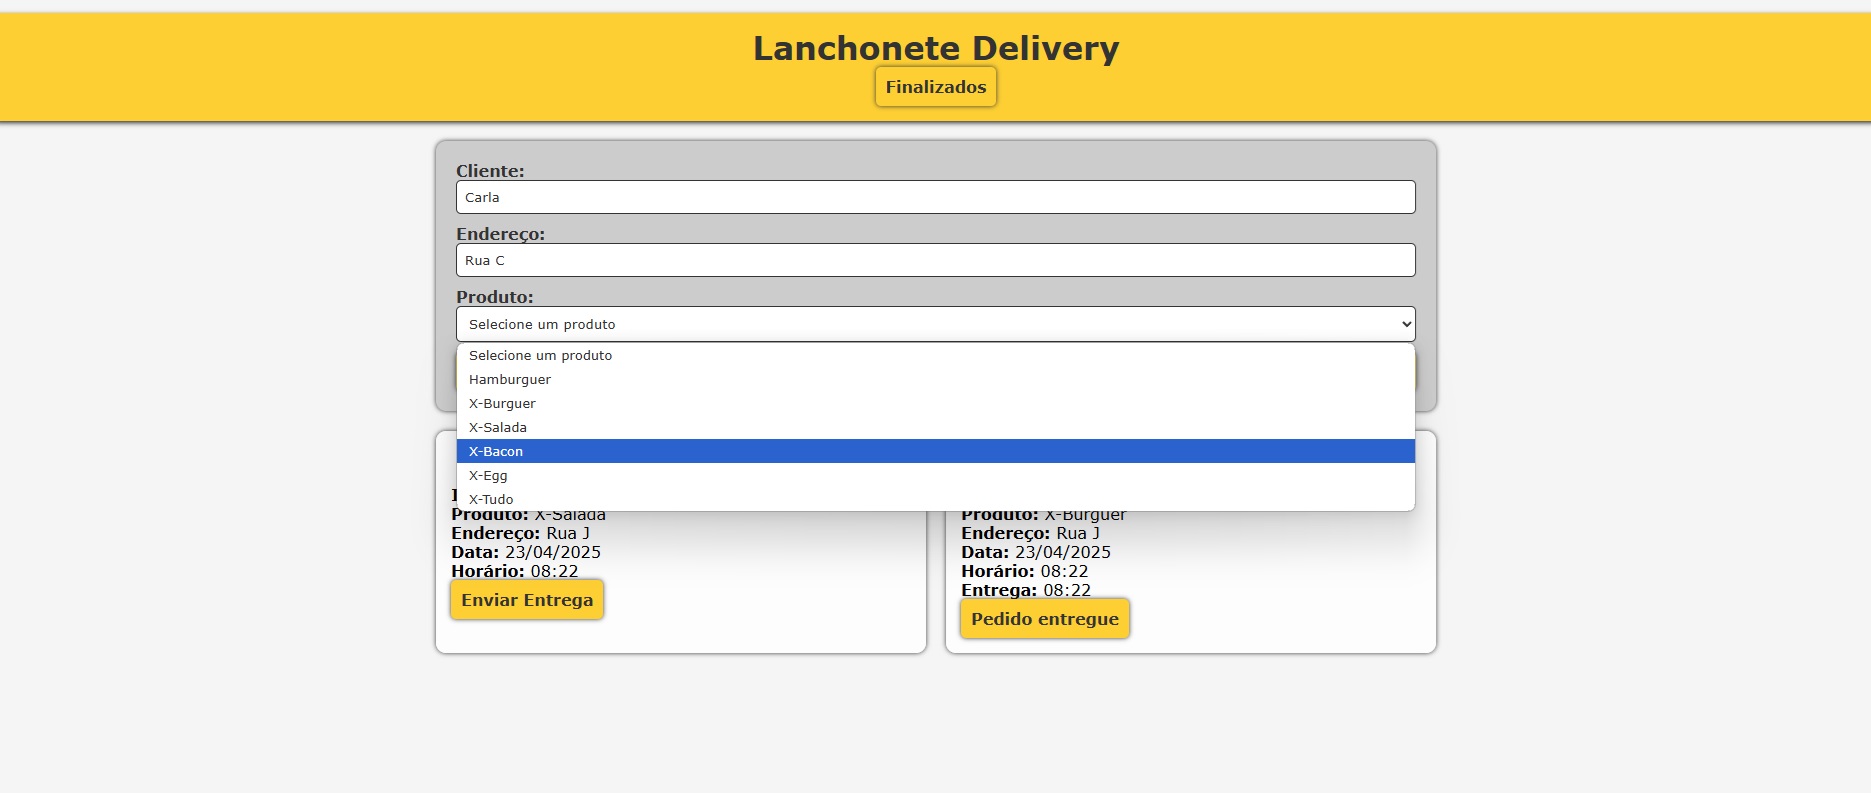 Lanchonete Delivery
Finalizados
Cliente:
Carla
Endereço:
Rua C
Produto:
Selecione um produto
Selecione um produto
Hamburguer
X-Burguer
X-Salada
X-Bacon
X-Egg
X-Tudo
Produto: X-Salada
Endereço: Rua J
Data: 23/04/2025
Horário: 08:22
Enviar Entrega
Produto: X-Burguer
Endereço: Rua J
Data: 23/04/2025
Horário: 08:22
Entrega: 08:22
Pedido entregue